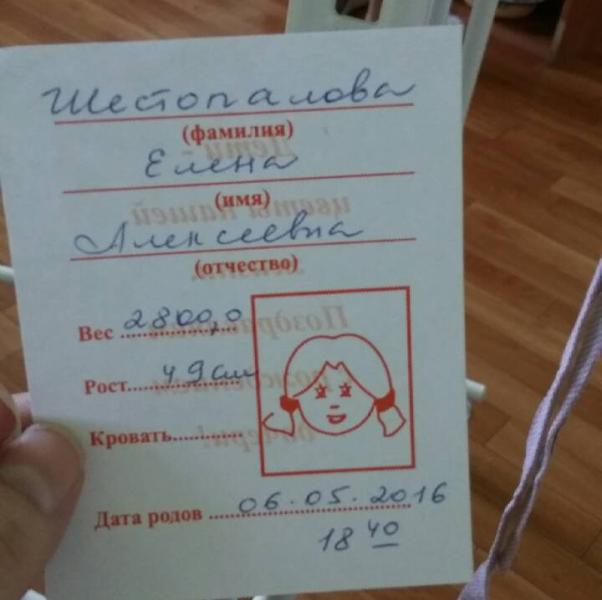 Шестопалова
(фамилия)
Елена
(имя)
Алексеевна
(отчество)
Вес 2800,0
Рост 49 см
Кровать
Дата родов 06.05.2016
18 40